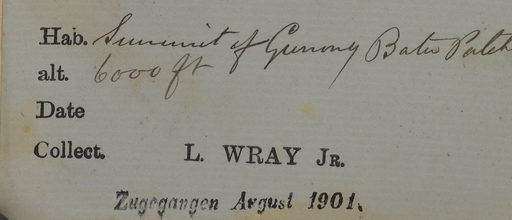 Hab. Summit of Gunong Batu Puteh
alt. 6000 ft
Date
Collect. L. WRAY JR.
Zugegangen August 1901.